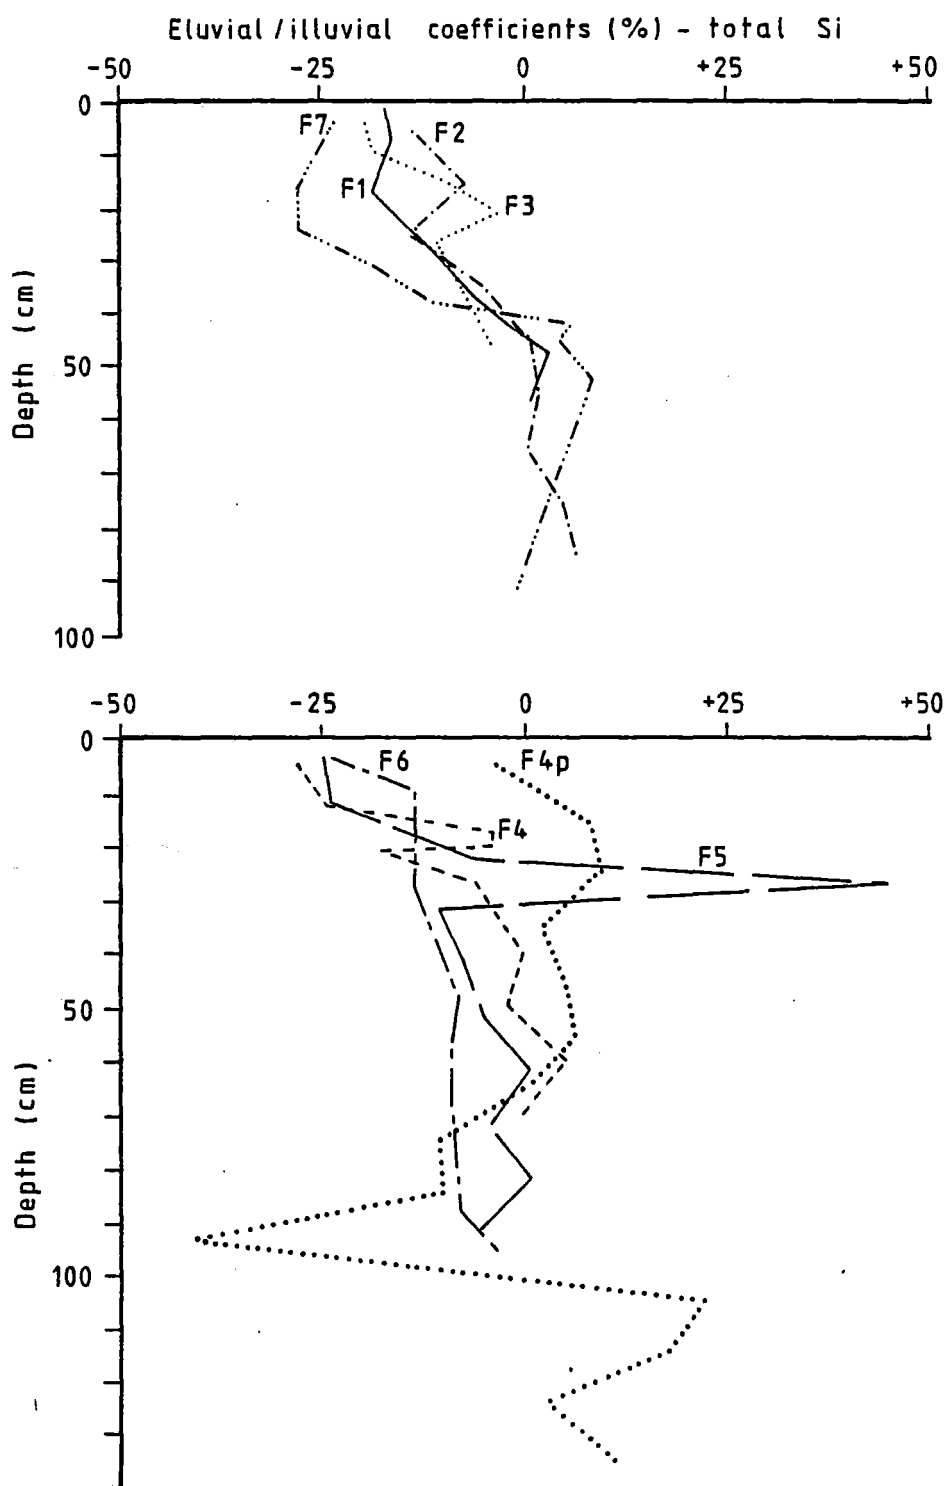 Eluvial/illuvial coefficients (%) - total Si
-50 -25 0 +25 +50
0
F7 F2
F1 F3
Depth (cm)
50
100
-50 -25 0 +25 +50
0
F6 F4p
F4
F5
50
Depth (cm)
100